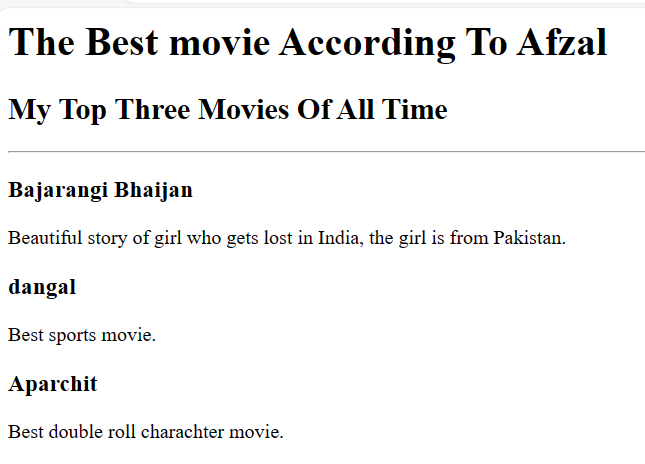 The Best movie According To Afzal
My Top Three Movies Of All Time
Bajarangi Bhaijan
Beautiful story of girl who gets lost in India, the girl is from Pakistan.
dangal
Best sports movie.
Aparchit
Best double roll charachter movie.